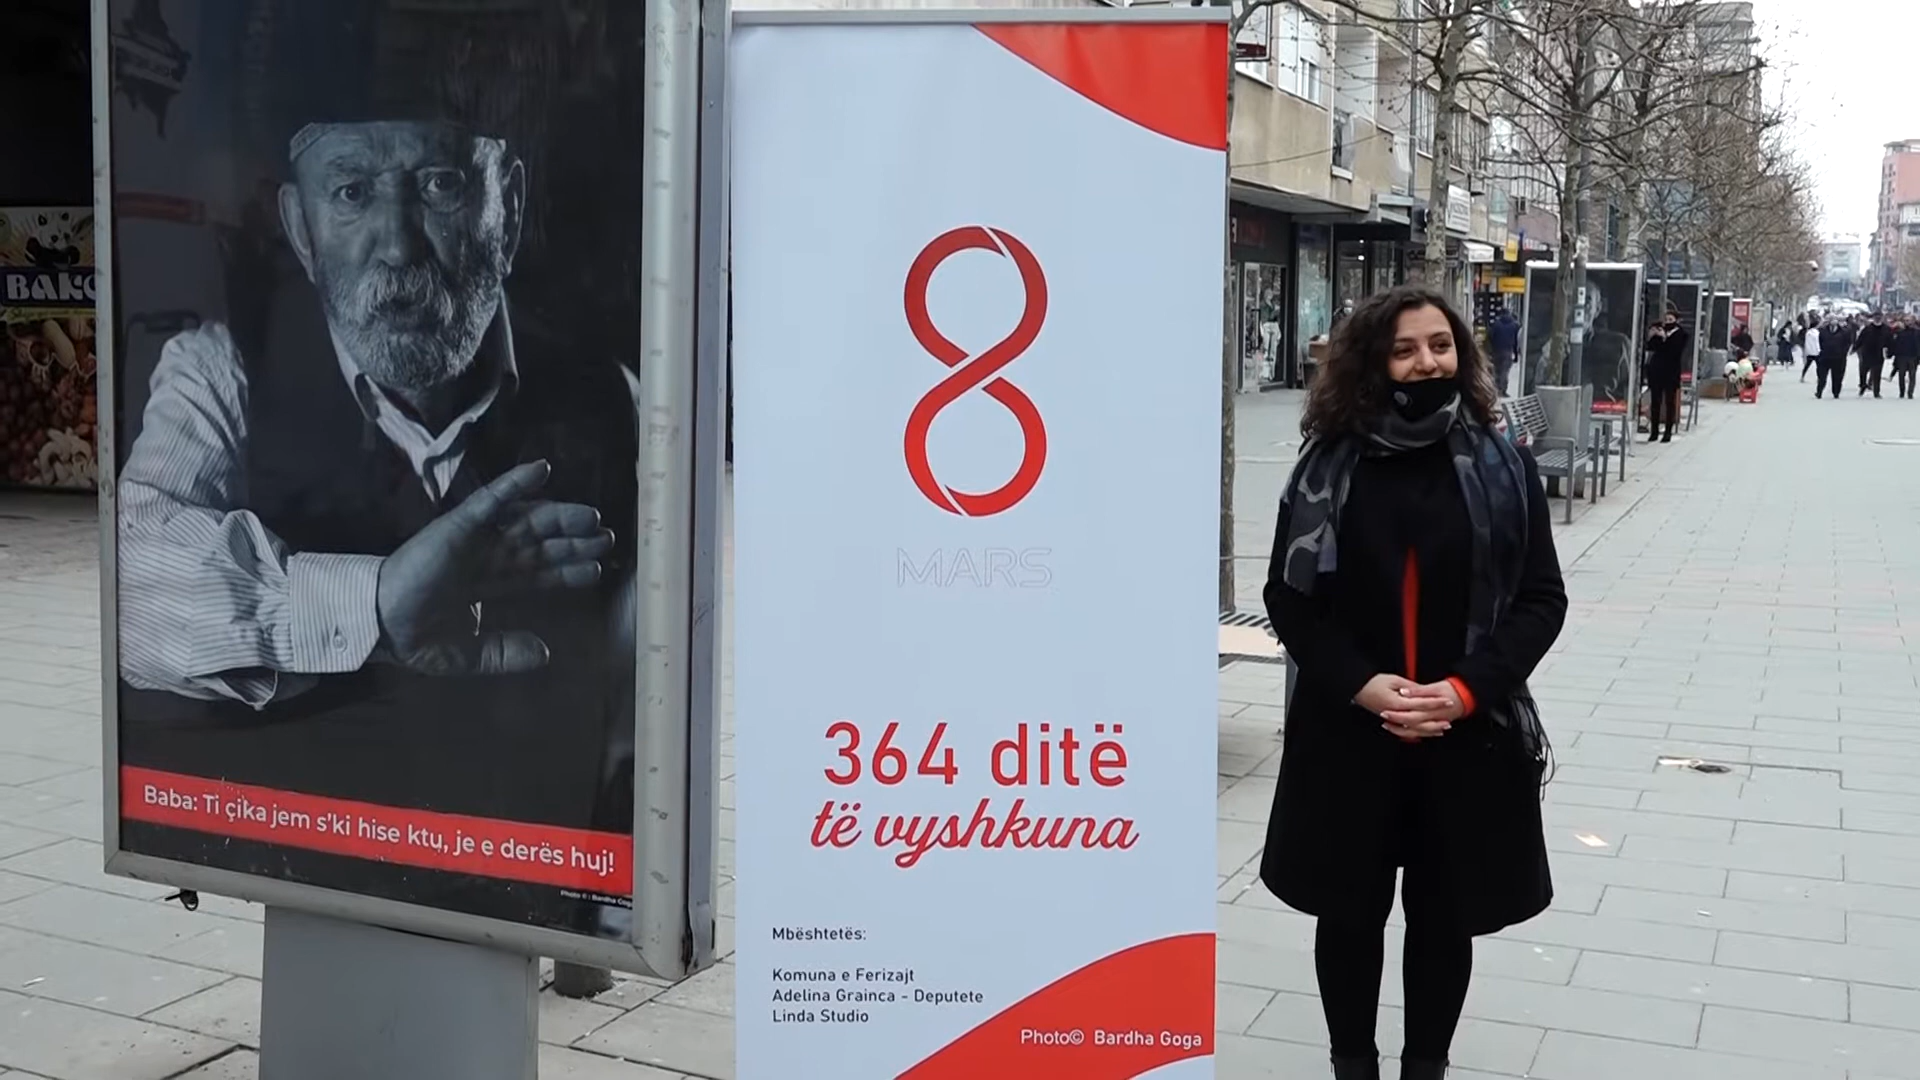 BAKO
Baba: Ti çika jem s'ki hise ktu, je e derës huj!
Photo © : Bardha Goga
8
MARS
364 ditë
të vyshkuna
Mbështetës:
Komuna e Ferizajt
Adelina Grainca - Deputete
Linda Studio
Photo© Bardha Goga